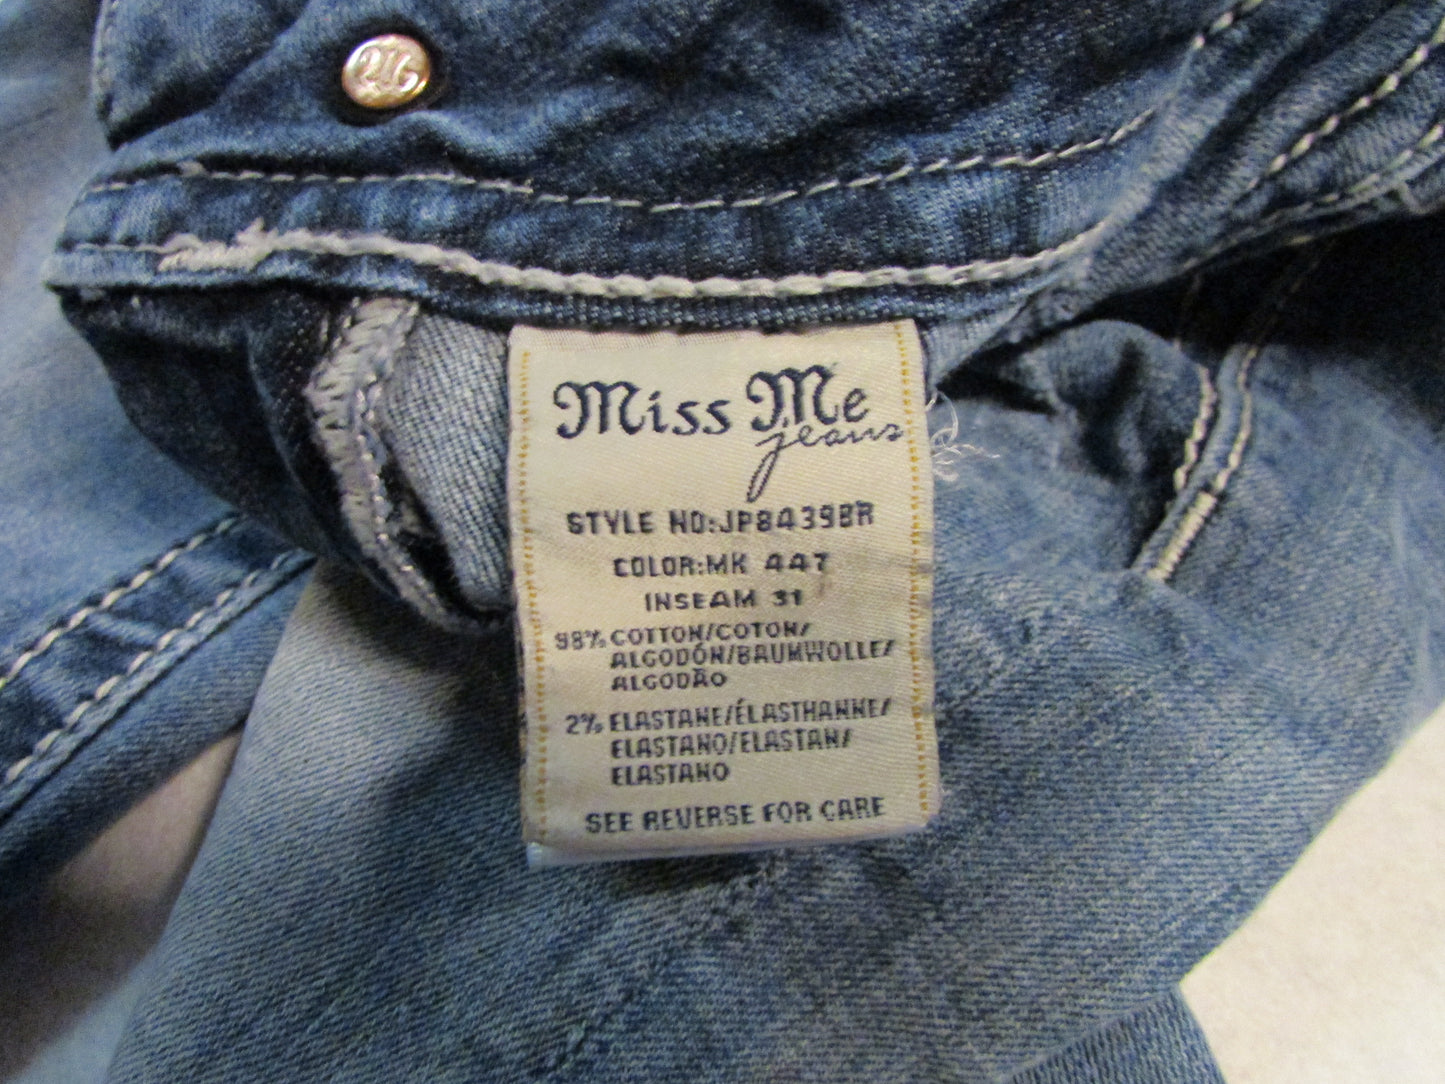 Miss Me
jeans
STYLE NO:JP8439BR
COLOR:MK 447
INSEAM 31
98% COTTON/COTON/
ALGODÓN/BAUMWOLLE/
ALGODÃO
2% ELASTANE/ÉLASTHANNE/
ELASTANO/ELASTAN/
ELASTANO
SEE REVERSE FOR CARE